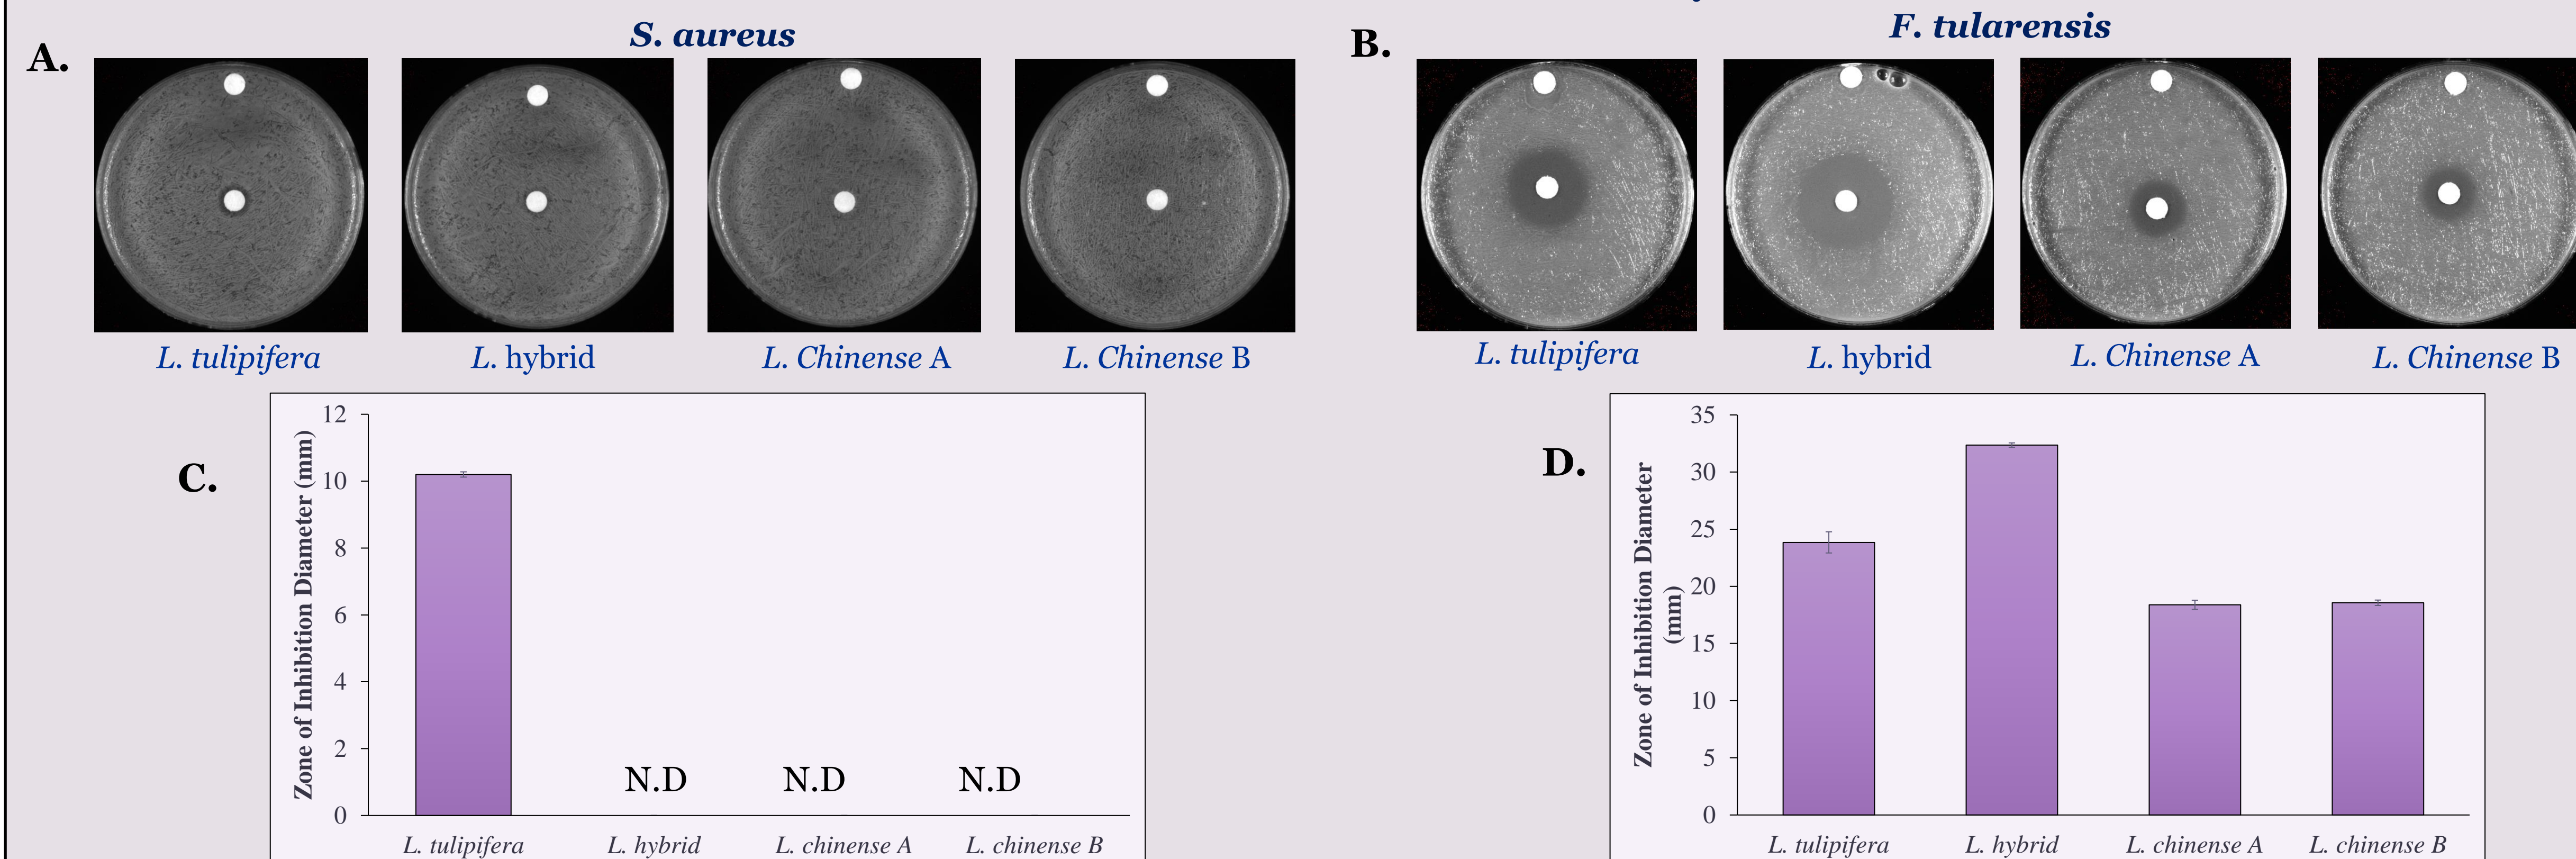 A.
S. aureus
L. tulipifera
L. hybrid
L. Chinense A
L. Chinense B
B.
F. tularensis
L. tulipifera
L. hybrid
L. Chinense A
L. Chinense B
C.
Zone of Inhibition Diameter (mm)
12
10
8
6
4
2
0
N.D
N.D
N.D
L. tulipifera
L. hybrid
L. chinense A
L. chinense B
D.
Zone of Inhibition Diameter
(mm)
35
30
25
20
15
10
5
0
L. tulipifera
L. hybrid
L. chinense A
L. chinense B